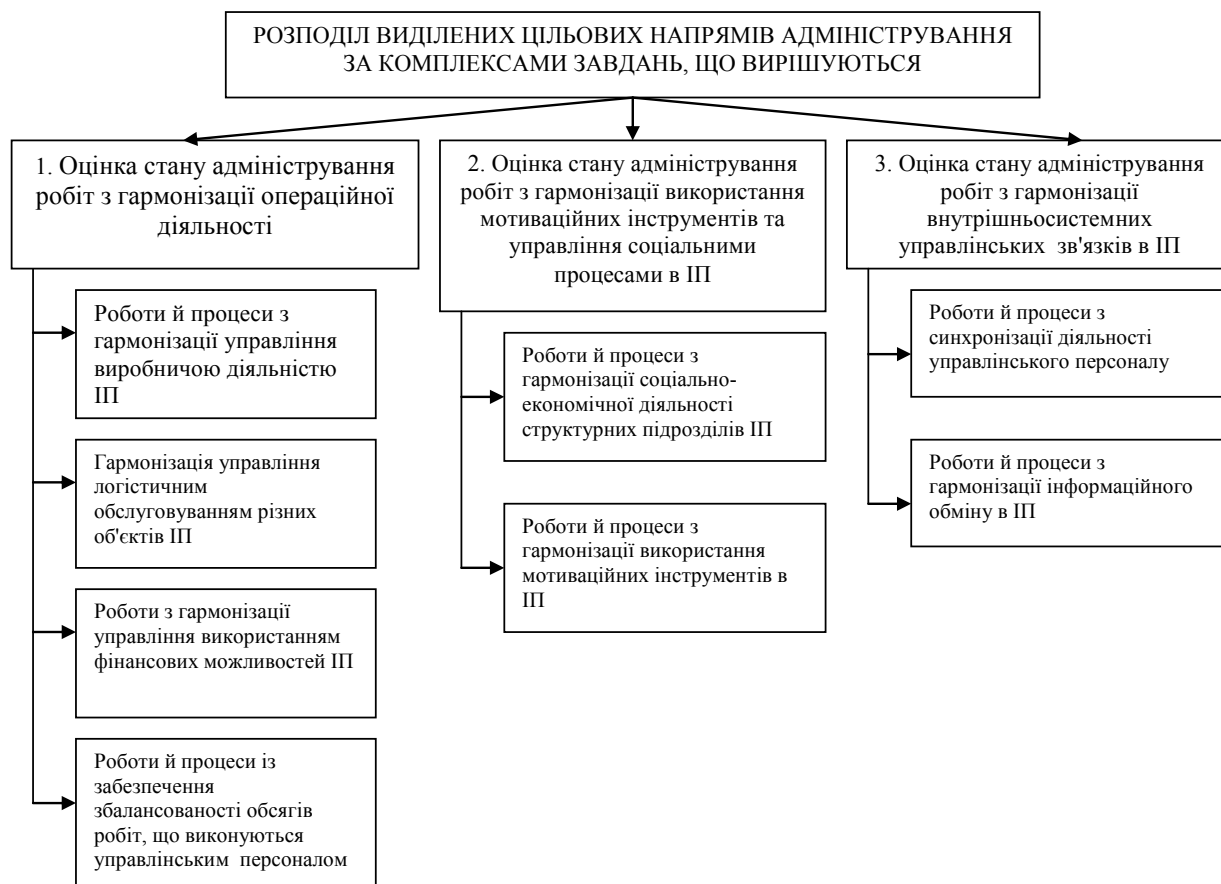 РОЗПОДІЛ ВИДІЛЕНИХ ЦІЛЬОВИХ НАПРЯМІВ АДМІНІСТРУВАННЯ
ЗА КОМПЛЕКСАМИ ЗАВДАНЬ, ЩО ВИРІШУЮТЬСЯ
1. Оцінка стану адміністрування
робіт з гармонізації операційної
діяльності
Роботи й процеси з
гармонізації управління
виробничою діяльністю
ІП
Гармонізація управління
логістичним
обслуговуванням різних
об'єктів ІП
Роботи з гармонізації
управління використанням
фінансових можливостей ІП
Роботи й процеси із
забезпечення
збалансованості обсягів
робіт, що виконуються
управлінським персоналом
2. Оцінка стану адміністрування
робіт з гармонізації використання
мотиваційних інструментів та
управління соціальними
процесами в ІП
Роботи й процеси з
гармонізації соціально-
економічної діяльності
структурних підрозділів ІП
Роботи й процеси з
гармонізації використання
мотиваційних інструментів в
ІП
3. Оцінка стану адміністрування
робіт з гармонізації
внутрішньосистемних
управлінських зв'язків в ІП
Роботи й процеси з
синхронізації діяльності
управлінського персоналу
Роботи й процеси з
гармонізації інформаційного
обміну в ІП